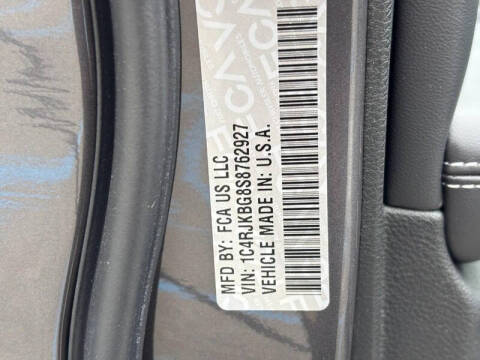 MFD BY: FCA US LLC
VIN: 1C4RJKBG8S8762927
VEHICLE MADE IN: U.S.A.